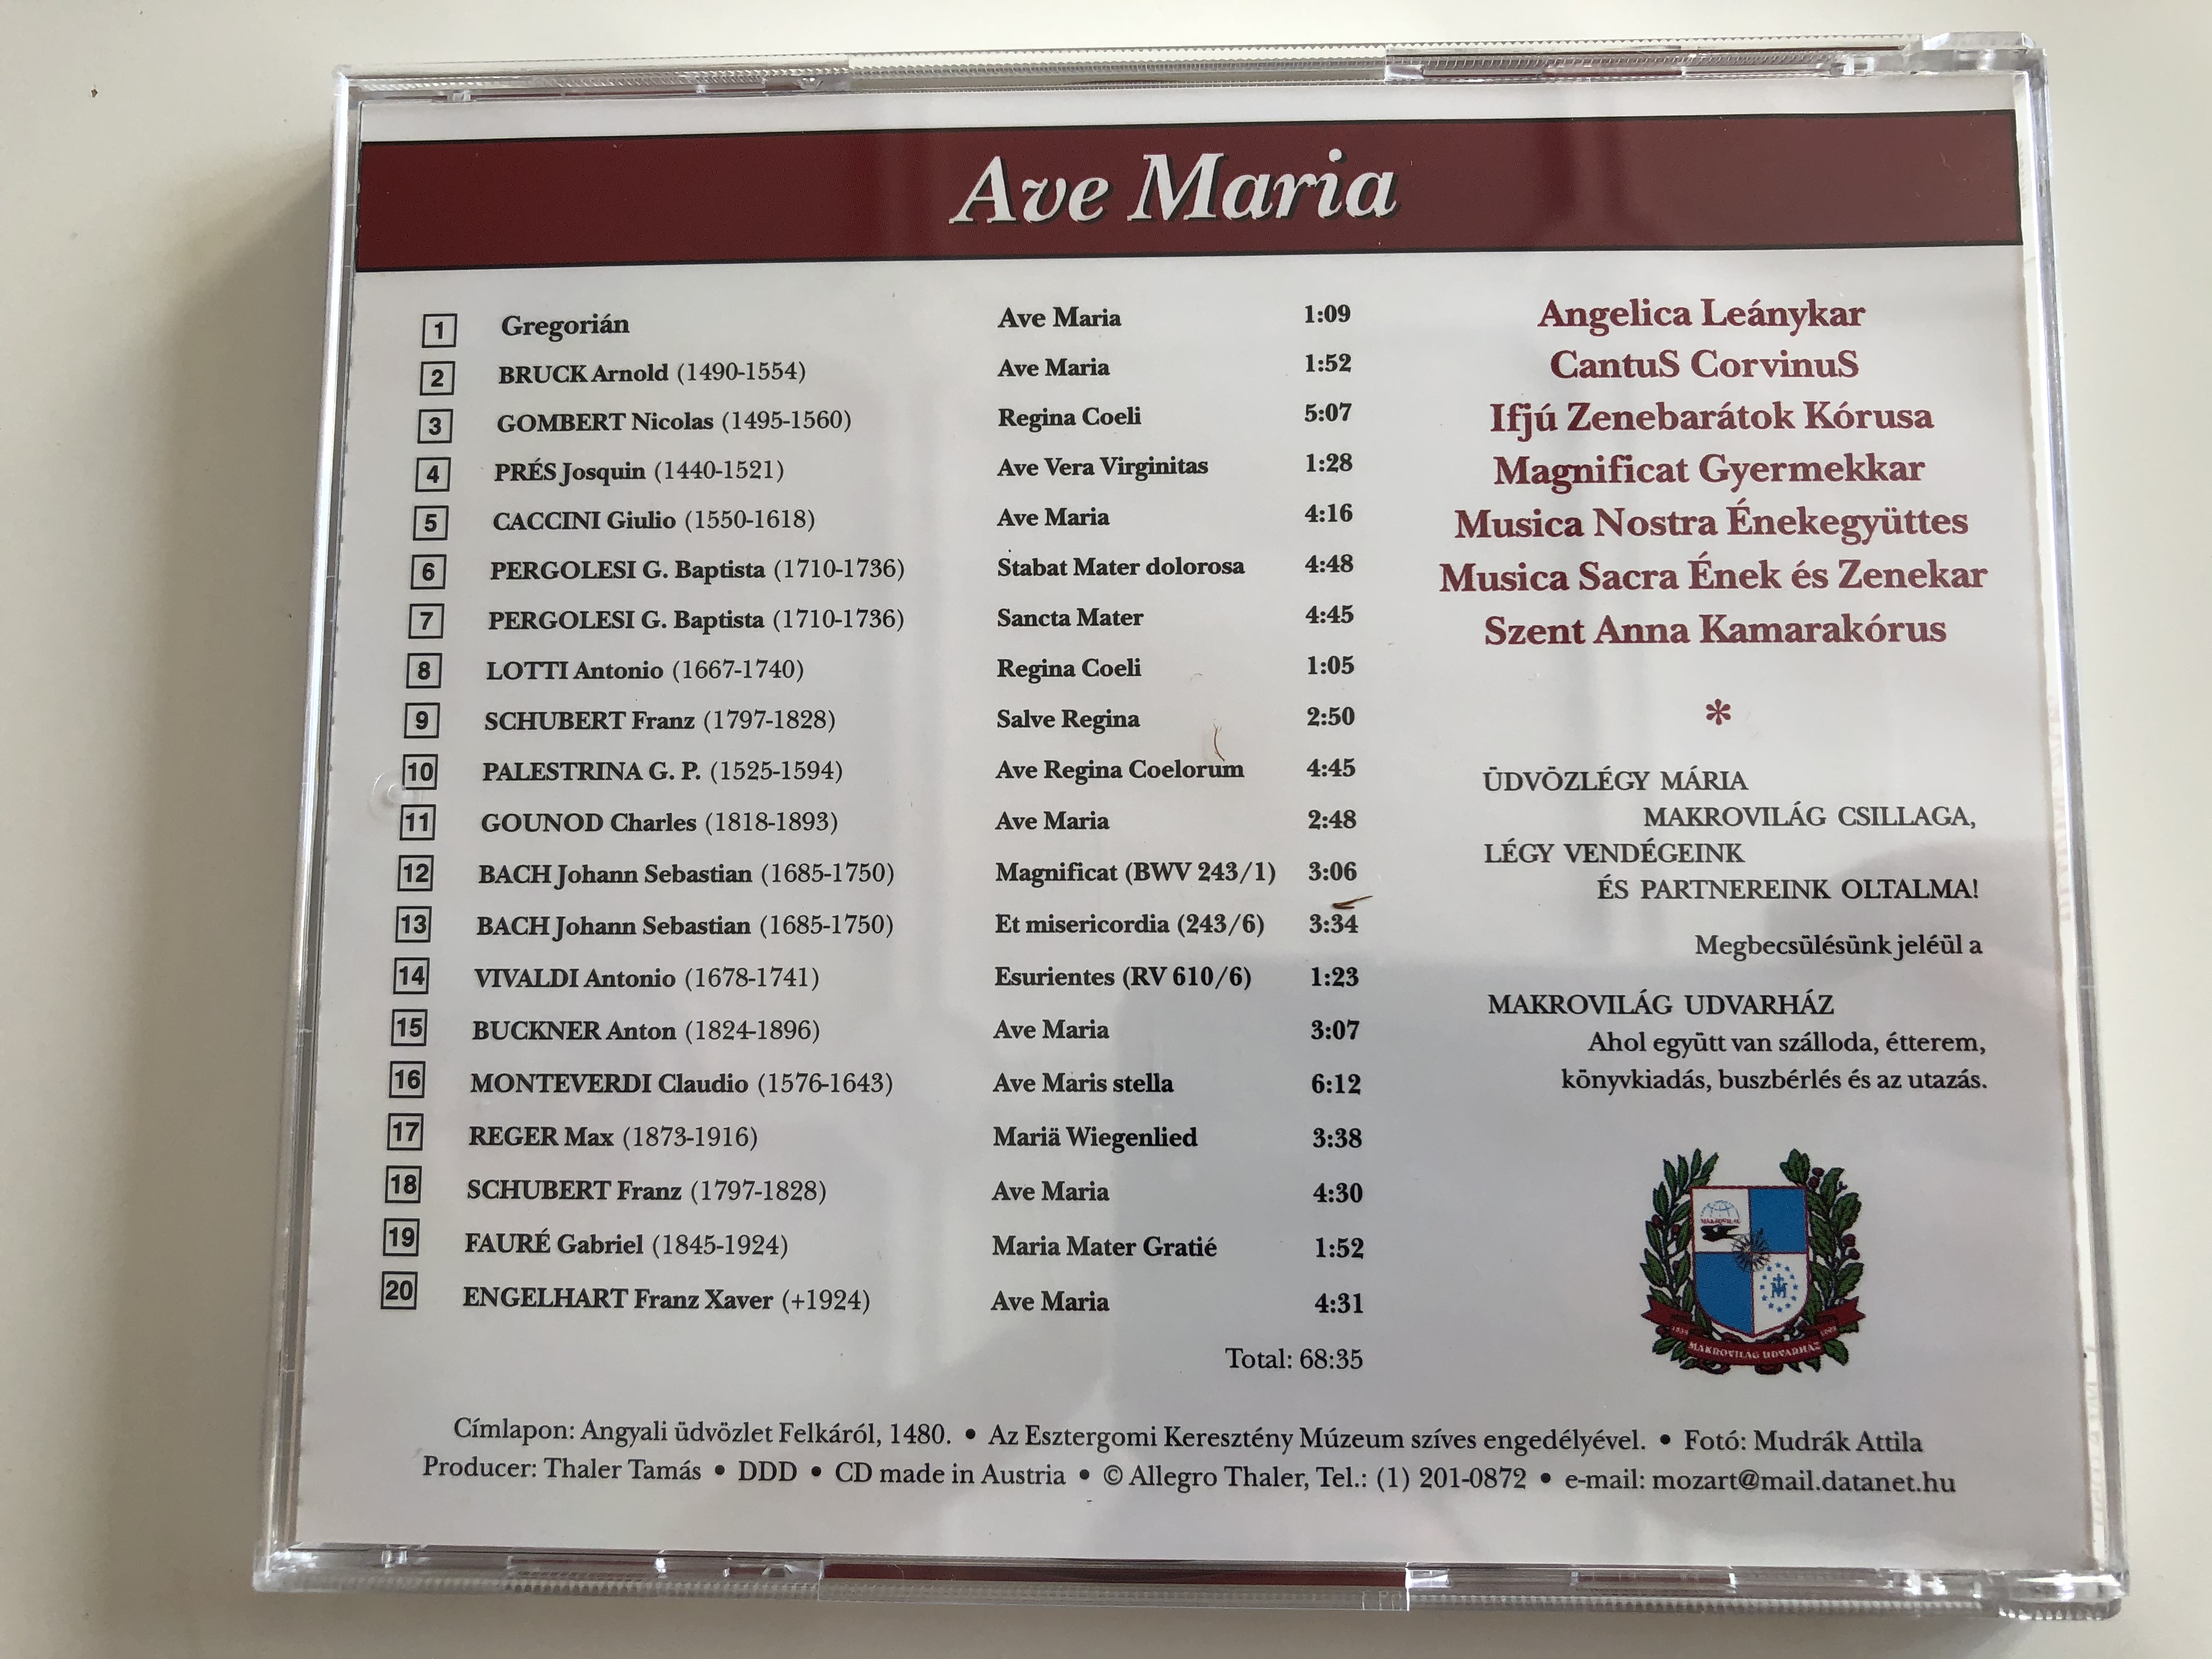 Ave Maria
1 Gregorián Ave Maria 1:09
2 BRUCK Arnold (1490-1554) Ave Maria 1:52
3 GOMBERT Nicolas (1495-1560) Regina Coeli 5:07
4 PRÉS Josquin (1440-1521) Ave Vera Virginitas 1:28
5 CACCINI Giulio (1550-1618) Ave Maria 4:16
6 PERGOLESI G. Baptista (1710-1736) Stabat Mater dolorosa 4:48
7 PERGOLESI G. Baptista (1710-1736) Sancta Mater 4:45
8 LOTTI Antonio (1667-1740) Regina Coeli 1:05
9 SCHUBERT Franz (1797-1828) Salve Regina 2:50
10 PALESTRINA G. P. (1525-1594) Ave Regina Coelorum 4:45
11 GOUNOD Charles (1818-1893) Ave Maria 2:48
12 BACH Johann Sebastian (1685-1750) Magnificat (BWV 243/1) 3:06
13 BACH Johann Sebastian (1685-1750) Et misericordia (243/6) 3:34
14 VIVALDI Antonio (1678-1741) Esurientes (RV 610/6) 1:23
15 BUCKNER Anton (1824-1896) Ave Maria 3:07
16 MONTEVERDI Claudio (1576-1643) Ave Maris stella 6:12
17 REGER Max (1873-1916) Mariä Wiegenlied 3:38
18 SCHUBERT Franz (1797-1828) Ave Maria 4:30
19 FAURÉ Gabriel (1845-1924) Maria Mater Gratié 1:52
20 ENGELHART Franz Xaver (+1924) Ave Maria 4:31
Total: 68:35
Angelica Leánykar
CantuS CorvinuS
Ifjú Zenebarátok Kórusa
Magnificat Gyermekkar
Musica Nostra Énekegyüttes
Musica Sacra Ének és Zenekar
Szent Anna Kamarakórus
*
ÜDVÖZLÉGY MÁRIA
MAKROVILÁG CSILLAGA,
LÉGY VENDÉGEINK
ÉS PARTNEREINK OLTALMA!
Megbecsülésünk jeléül a
MAKROVILÁG UDVARHÁZ
Ahol együtt van szálloda, étterem,
könyvkiadás, buszbérlés és az utazás.
MAKROVILÁG
MAKROVILÁG UDVARHÁZ
Címlapon: Angyali üdvözlet Felkáról, 1480. • Az Esztergomi Keresztény Múzeum szíves engedélyével. • Fotó: Mudrák Attila
Producer: Thaler Tamás • DDD • CD made in Austria • © Allegro Thaler, Tel.: (1) 201-0872 • e-mail: mozart@mail.datanet.hu